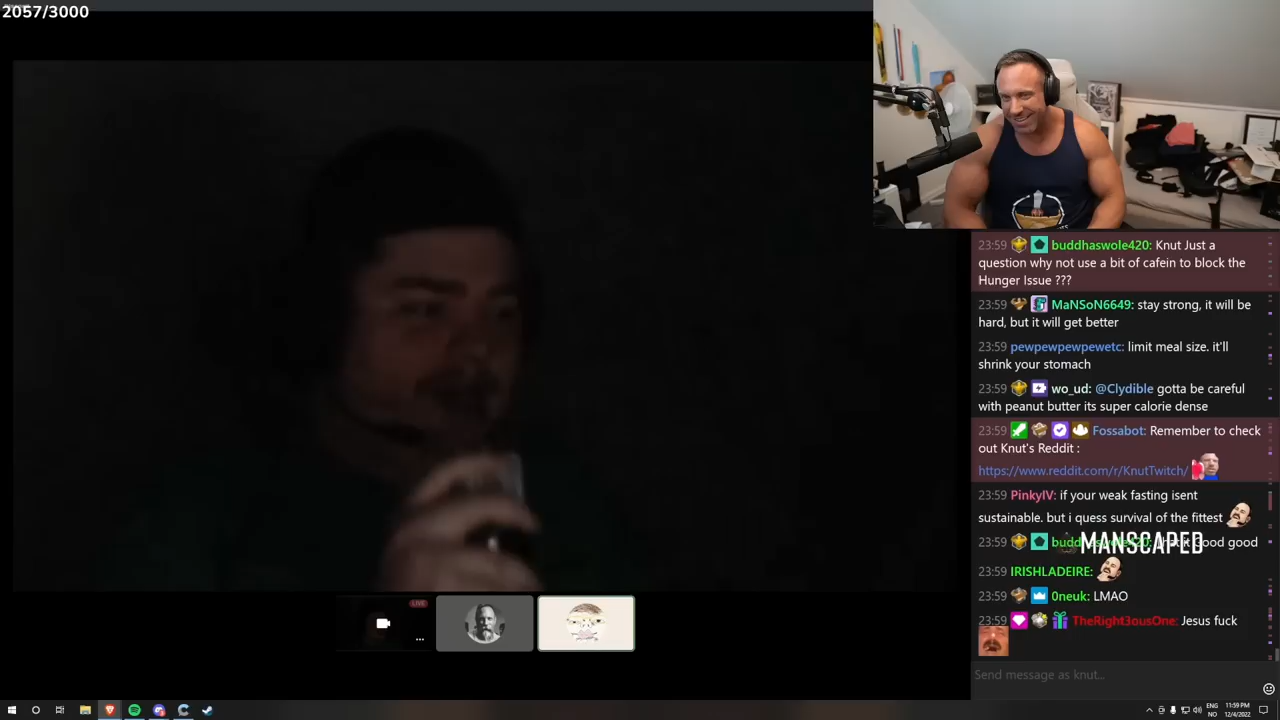 2057/3000
LIVE
23:59 buddhaswole420: Knut Just a
question why not use a bit of cafein to block the
Hunger Issue ???
23:59 MaNSoN6649: stay strong, it will be
hard, but it will get better
23:59 pewpewpewpewetc: limit meal size. it'll
shrink your stomach
23:59 wo_ud: @Clydible gotta be careful
with peanut butter its super calorie dense
23:59 Fossabot: Remember to check
out Knut's Reddit :
https://www.reddit.com/r/KnutTwitch/
23:59 PinkyIV: if your weak fasting isent
sustainable. but i quess survival of the fittest
23:59 good good
MANSCAPED
23:59 IRISHLADEIRE:
23:59 0neuk: LMAO
23:59 TheRight3ousOne: Jesus fuck
Send message as knut...
ENG
NO
11:59 PM
12/4/2022